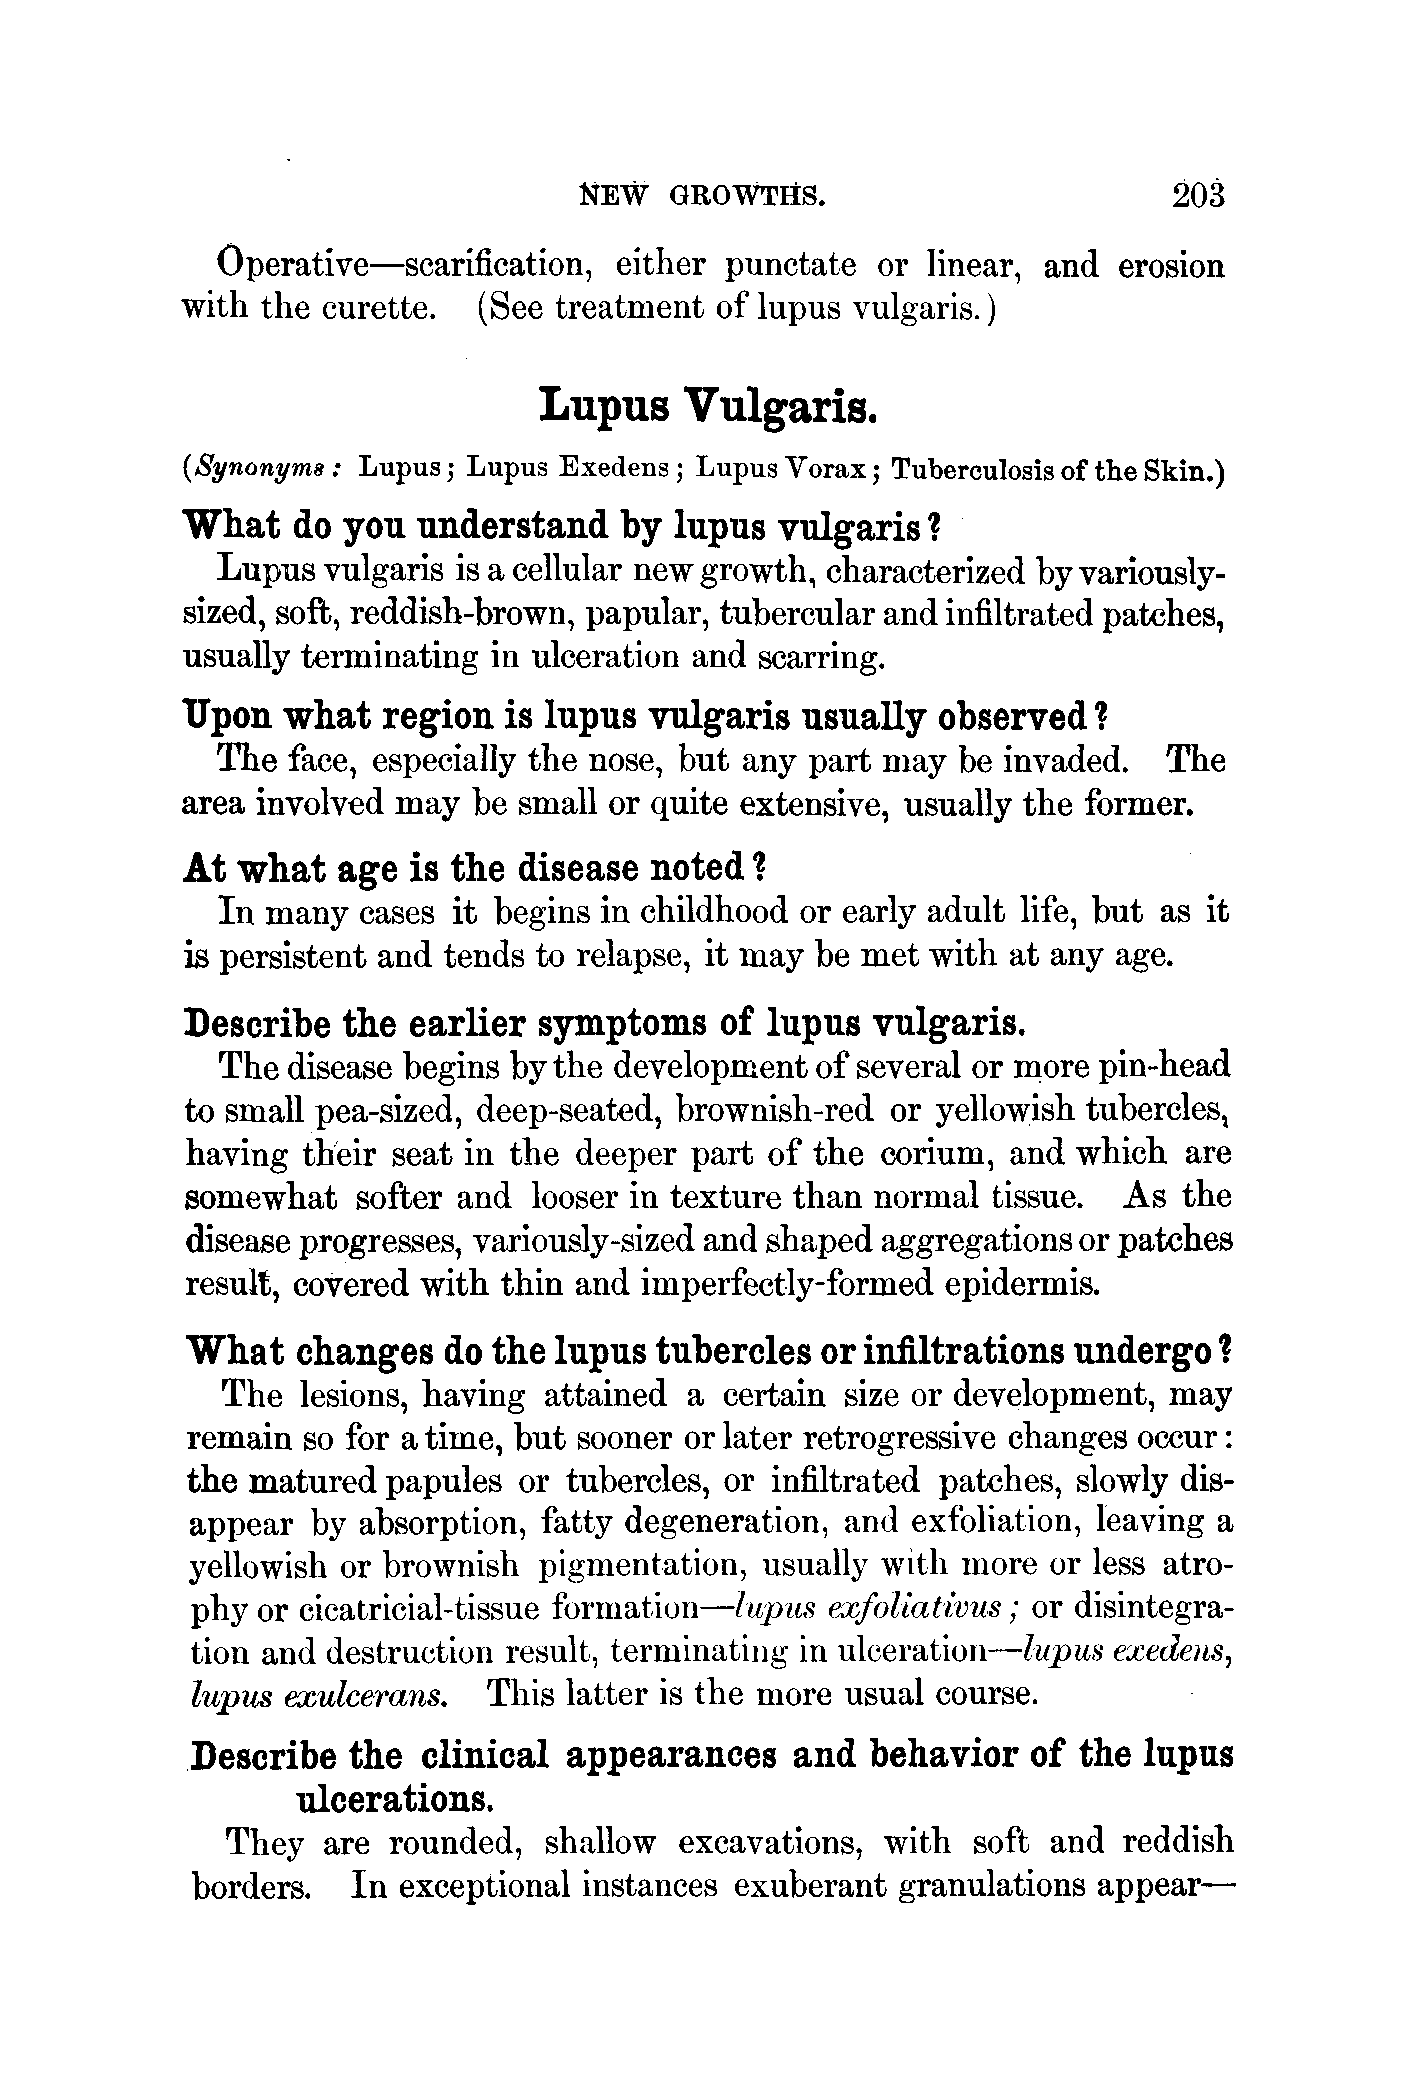 NEW GROWTHS. 203
Operative—scarification, either punctate or linear, and erosion
with the curette. (See treatment of lupus vulgaris.)
Lupus Vulgaris.
(Synonyms: Lupus; Lupus Exedens; Lupus Vorax; Tuberculosis of the Skin.)
What do you understand by lupus vulgaris?
Lupus vulgaris is a cellular new growth, characterized by variously-
sized, soft, reddish-brown, papular, tubercular and infiltrated patches,
usually terminating in ulceration and scarring.
Upon what region is lupus vulgaris usually observed?
The face, especially the nose, but any part may be invaded. The
area involved may be small or quite extensive, usually the former.
At what age is the disease noted?
In many cases it begins in childhood or early adult life, but as it
is persistent and tends to relapse, it may be met with at any age.
Describe the earlier symptoms of lupus vulgaris.
The disease begins by the development of several or more pin-head
to small pea-sized, deep-seated, brownish-red or yellowish tubercles,
having their seat in the deeper part of the corium, and which are
somewhat softer and looser in texture than normal tissue. As the
disease progresses, variously-sized and shaped aggregations or patches
result, covered with thin and imperfectly-formed epidermis.
What changes do the lupus tubercles or infiltrations undergo?
The lesions, having attained a certain size or development, may
remain so for a time, but sooner or later retrogressive changes occur:
the matured papules or tubercles, or infiltrated patches, slowly dis-
appear by absorption, fatty degeneration, and exfoliation, leaving a
yellowish or brownish pigmentation, usually with more or less atro-
phy or cicatricial-tissue formation—lupus exfoliativus; or disintegra-
tion and destruction result, terminating in ulceration—lupus exedens,
lupus exulcerans. This latter is the more usual course.
Describe the clinical appearances and behavior of the lupus
ulcerations.
They are rounded, shallow excavations, with soft and reddish
borders. In exceptional instances exuberant granulations appear—